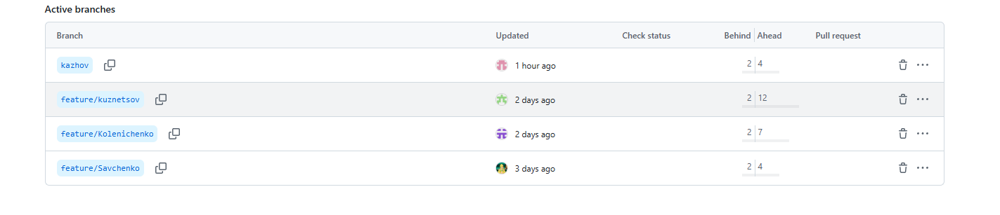 Active branches
Branch Updated Check status Behind Ahead Pull request
kazhov 1 hour ago 2 4
feature/kuznetsov 2 days ago 2 12
feature/Kolenichenko 2 days ago 2 7
feature/Savchenko 3 days ago 2 4